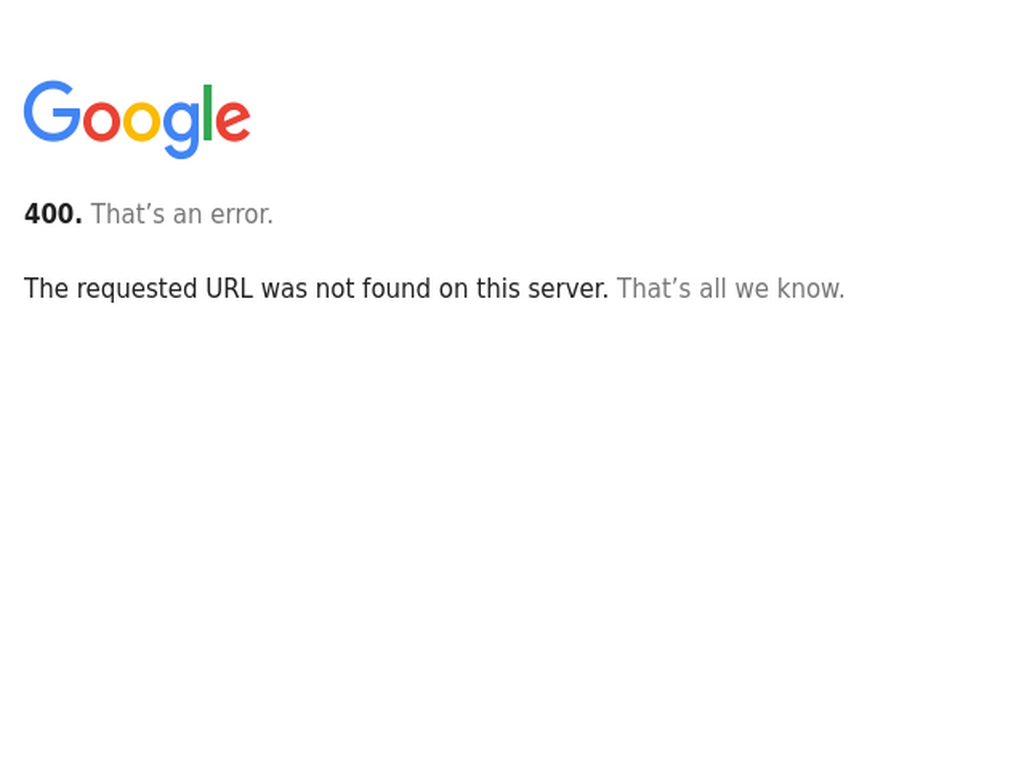 Google
400. That’s an error.
The requested URL was not found on this server. That’s all we know.